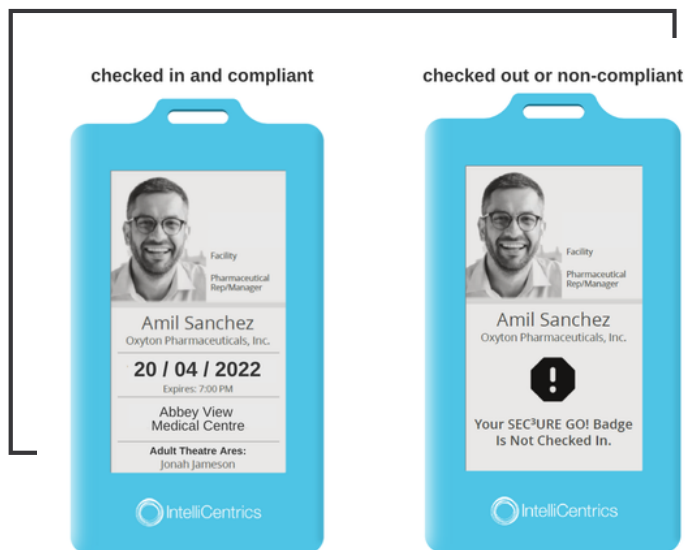 checked in and compliant
Facility
Pharmaceutical
Rep/Manager
Amil Sanchez
Oxyton Pharmaceuticals, Inc.
20 / 04 / 2022
Expires: 7:00 PM
Abbey View
Medical Centre
Adult Theatre Ares:
Jonah Jameson
IntelliCentrics
checked out or non-compliant
Facility
Pharmaceutical
Rep/Manager
Amil Sanchez
Oxyton Pharmaceuticals, Inc.
Your SEC³URE GO! Badge
Is Not Checked In.
IntelliCentrics